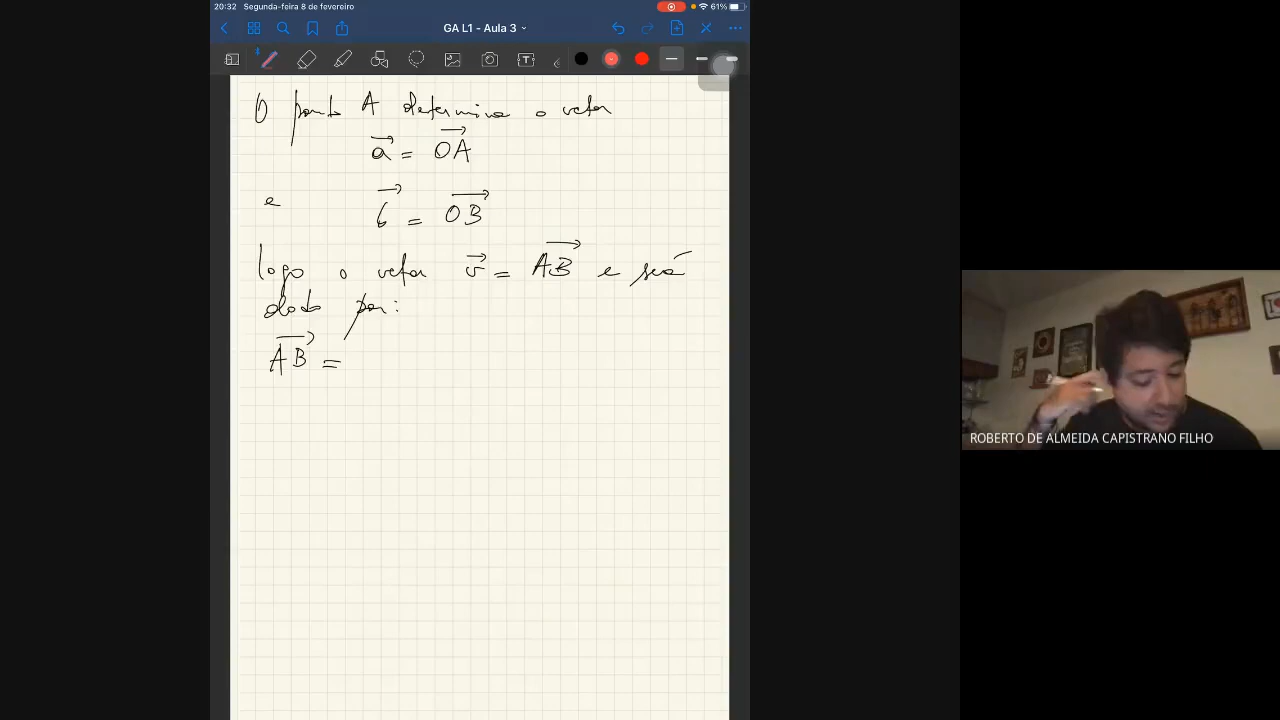 20:32 Segunda-feira 8 de fevereiro
61%
GA L1 - Aula 3
T
O ponto A determina o vetor
a⃗ = OA⃗
e b⃗ = OB⃗
logo o vetor v⃗ = AB⃗ e será
dado por:
AB⃗ =
ROBERTO DE ALMEIDA CAPISTRANO FILHO